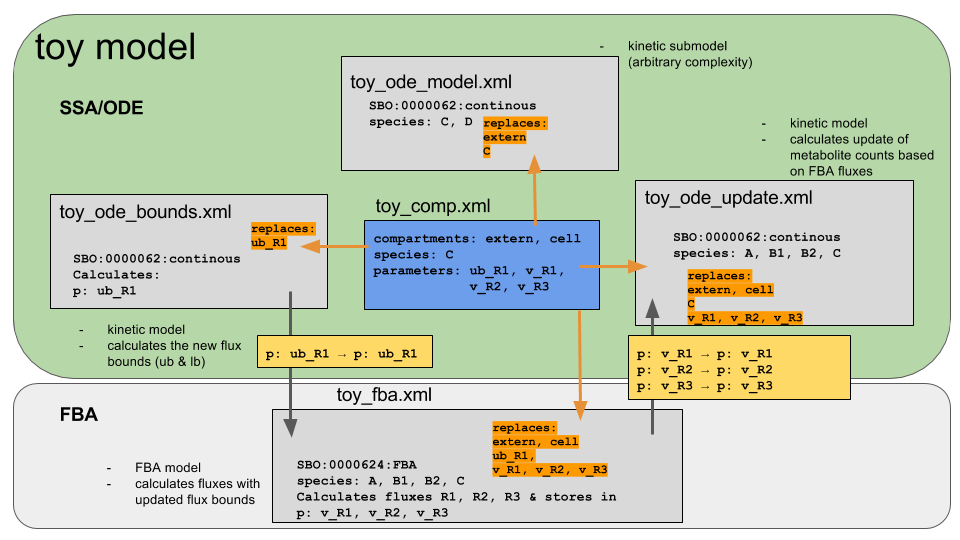 toy model
SSA/ODE
- kinetic submodel
(arbitrary complexity)
toy_ode_model.xml
SBO:0000062:continous
species: C, D
replaces:
extern
C
- kinetic model
- calculates update of
metabolite counts based
on FBA fluxes
toy_ode_bounds.xml
replaces:
ub_R1
SBO:0000062:continous
Calculates:
p: ub_R1
toy_comp.xml
compartments: extern, cell
species: C
parameters: ub_R1, v_R1,
v_R2, v_R3
toy_ode_update.xml
SBO:0000062:continous
species: A, B1, B2, C
replaces:
extern, cell
C
v_R1, v_R2, v_R3
- kinetic model
- calculates the new flux
bounds (ub & lb)
p: ub_R1 → p: ub_R1
p: v_R1 → p: v_R1
p: v_R2 → p: v_R2
p: v_R3 → p: v_R3
FBA
toy_fba.xml
replaces:
extern, cell
ub_R1,
v_R1, v_R2, v_R3
- FBA model
- calculates fluxes with
updated flux bounds
SBO:0000624:FBA
species: A, B1, B2, C
Calculates fluxes R1, R2, R3 & stores in
p: v_R1, v_R2, v_R3